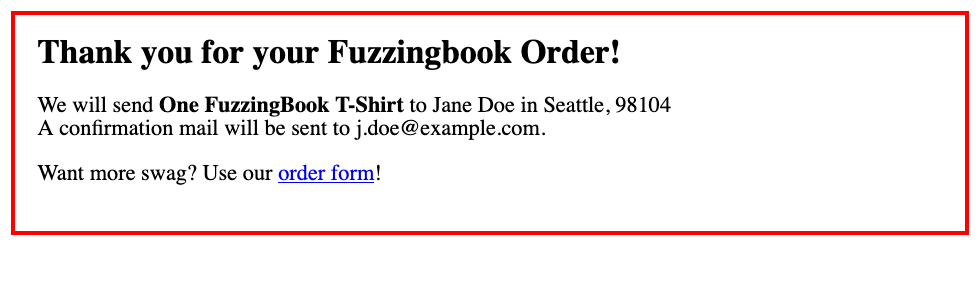 Thank you for your Fuzzingbook Order!
We will send One FuzzingBook T-Shirt to Jane Doe in Seattle, 98104
A confirmation mail will be sent to j.doe@example.com.
Want more swag? Use our order form!